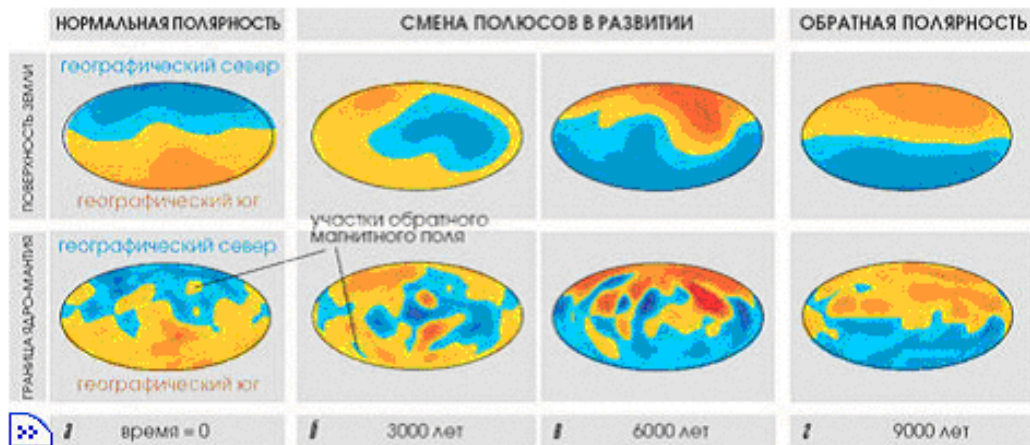 НОРМАЛЬНАЯ ПОЛЯРНОСТЬ
СМЕНА ПОЛЮСОВ В РАЗВИТИИ
ОБРАТНАЯ ПОЛЯРНОСТЬ
ПОВЕРХНОСТЬ ЗЕМЛИ
географический север
географический юг
участки обратного
магнитного поля
ГРАНИЦА ЯДРО-МАНТИЯ
географический север
географический юг
а время = 0
б 3000 лет
в 6000 лет
г 9000 лет